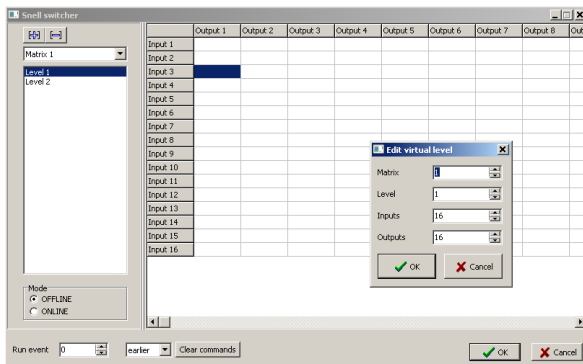 Snell switcher
Matrix 1
Level 1
Level 2
Output 1 Output 2 Output 3 Output 4 Output 5 Output 6 Output 7 Output 8 Out
Input 1
Input 2
Input 3
Input 4
Input 5
Input 6
Input 7
Input 8
Input 9
Input 10
Input 11
Input 12
Input 13
Input 14
Input 15
Input 16
Edit virtual level
Matrix 1
Level 1
Inputs 16
Outputs 16
OK Cancel
Mode
OFFLINE
ONLINE
Run event 0 earlier Clear commands OK Cancel